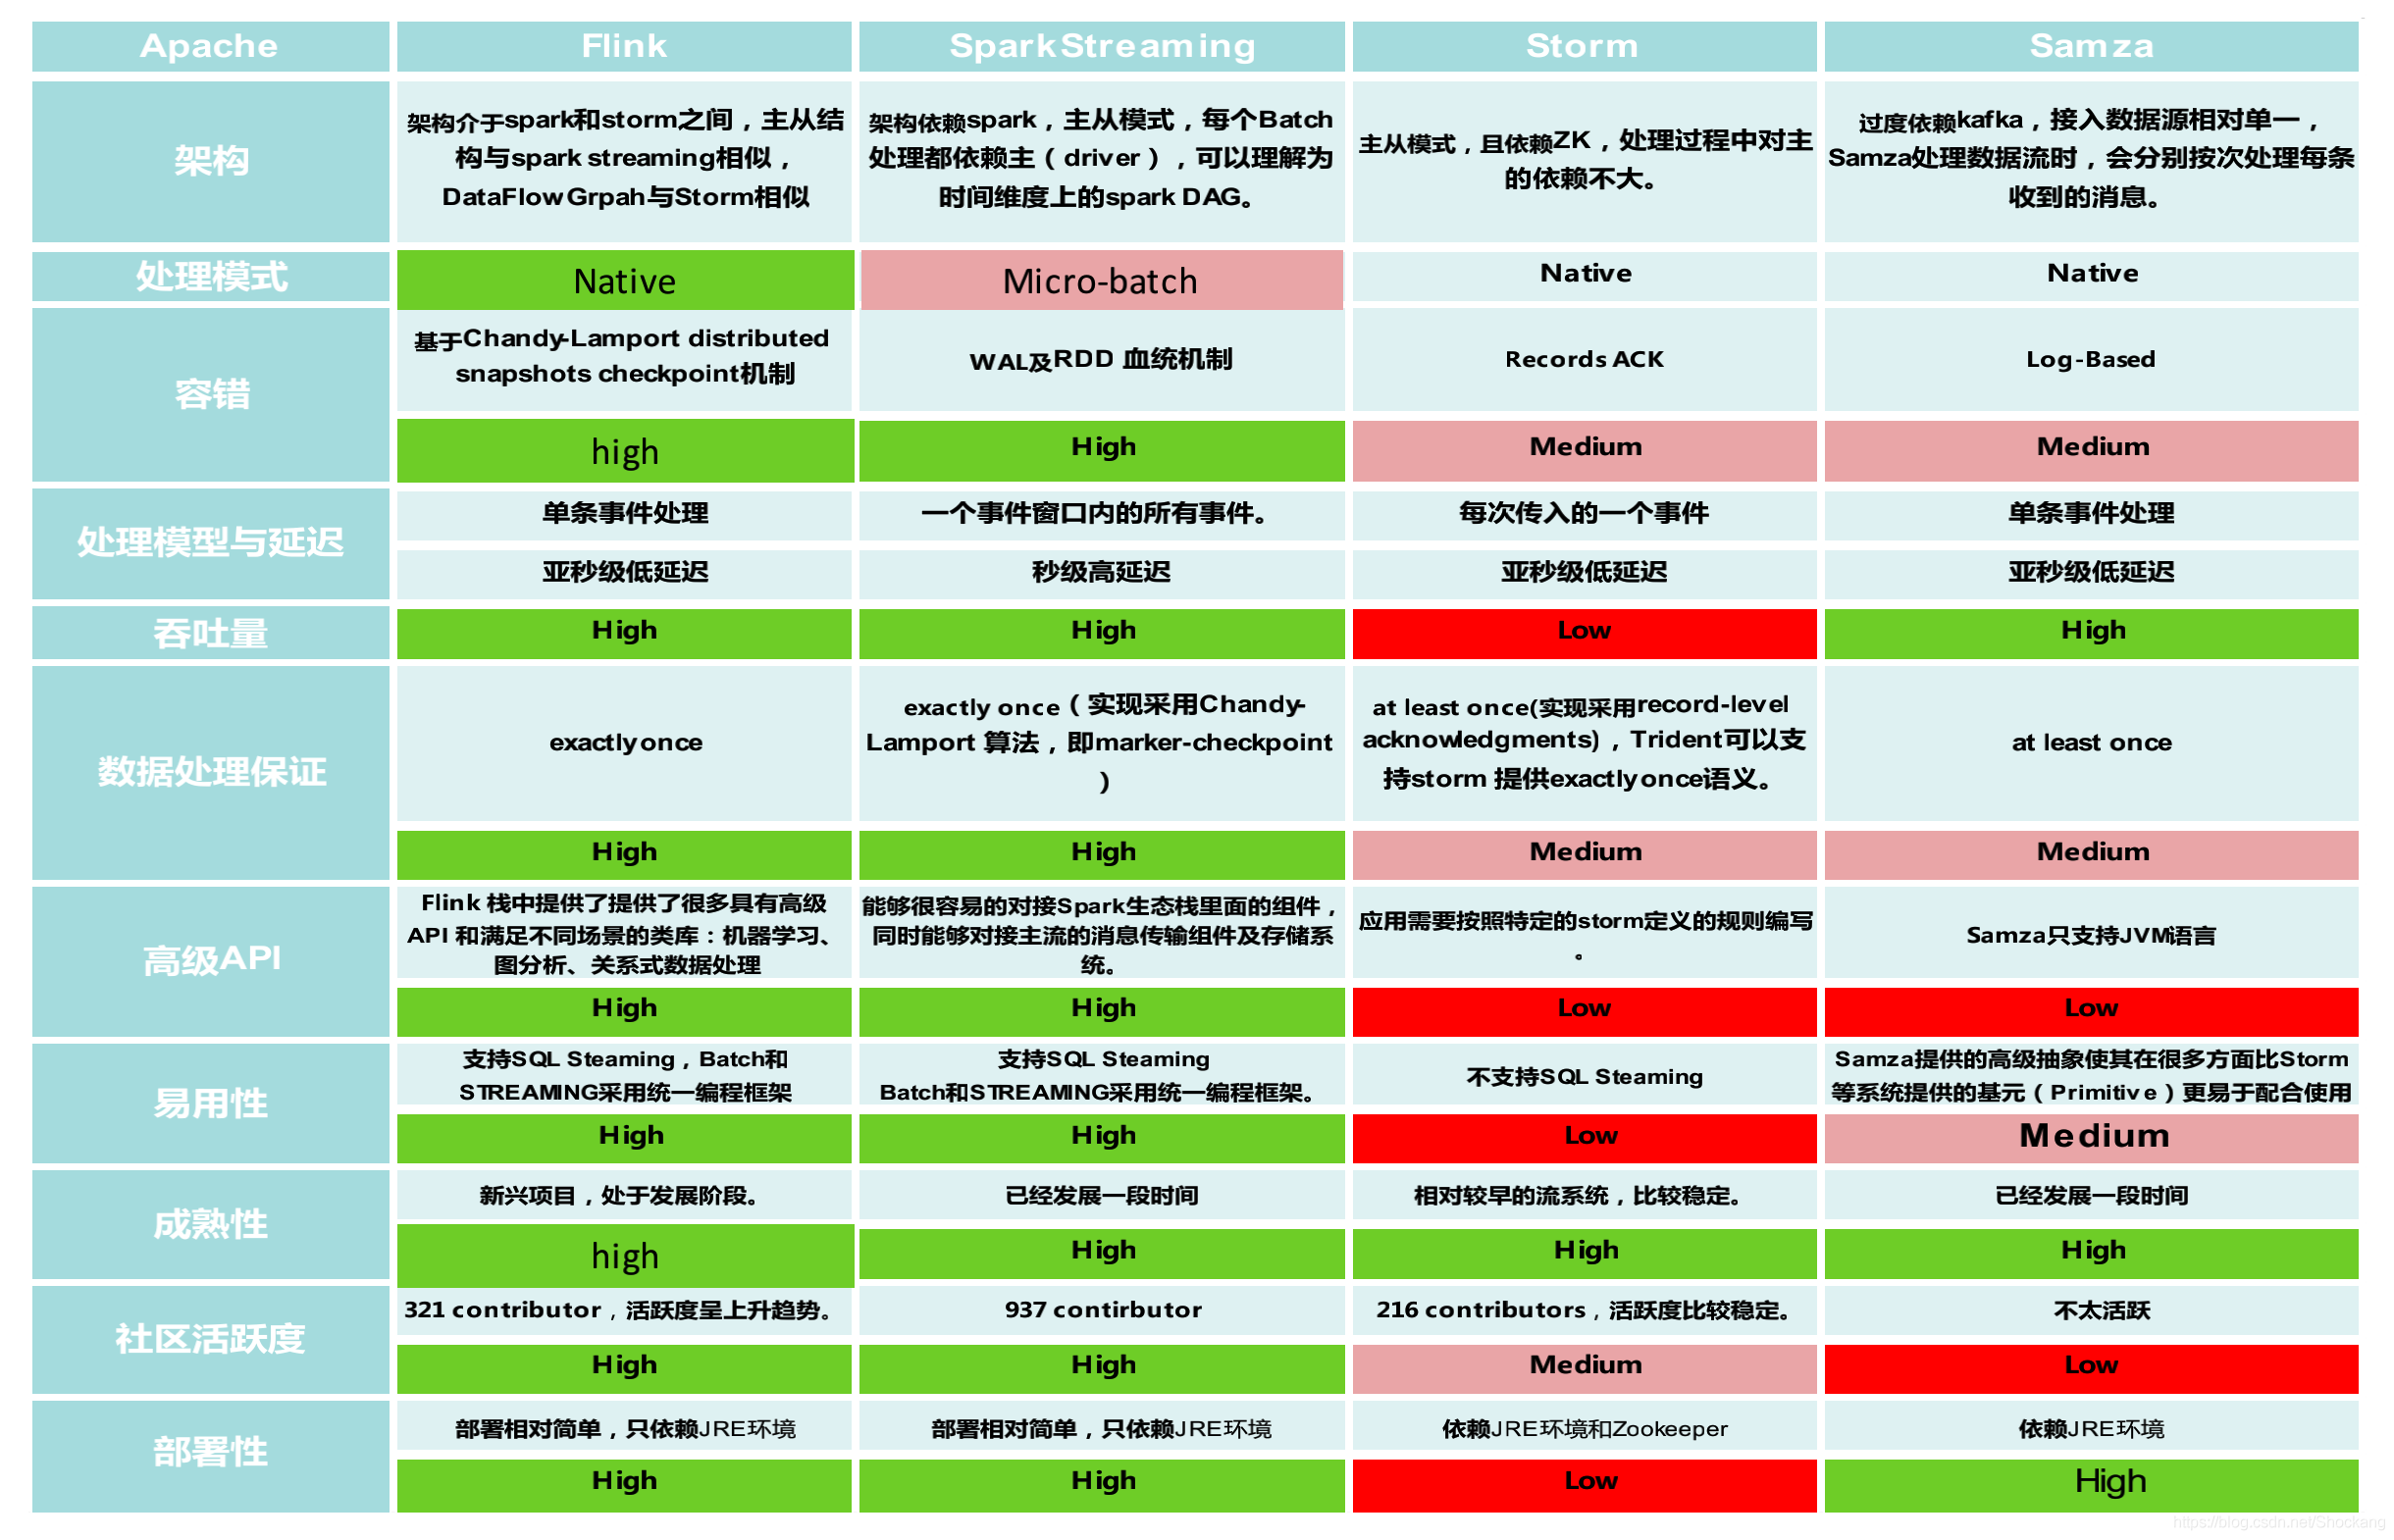 Apache
Flink
SparkStreaming
Storm
Samza
架构
架构介于spark和storm之间，主从结
构与spark streaming相似，
DataFlow Grpah与Storm相似
架构依赖spark，主从模式，每个Batch
处理都依赖主（driver），可以理解为
时间维度上的spark DAG。
主从模式，且依赖ZK，处理过程中对主
的依赖不大。
过度依赖kafka，接入数据源相对单一，
Samza处理数据流时，会分别按次处理每条
收到的消息。
处理模式
Native
Micro-batch
Native
Native
容错
基于Chandy-Lamport distributed
snapshots checkpoint机制
WAL及RDD 血统机制
Records ACK
Log-Based
high
High
Medium
Medium
处理模型与延迟
单条事件处理
一个事件窗口内的所有事件。
每次传入的一个事件
单条事件处理
亚秒级低延迟
秒级高延迟
亚秒级低延迟
亚秒级低延迟
吞吐量
High
High
Low
High
数据处理保证
exactly once
exactly once（实现采用Chandy-
Lamport 算法，即marker-checkpoint
）
at least once(实现采用record-level
acknowledgments)，Trident可以支
持storm 提供exactly once语义。
at least once
High
High
Medium
Medium
高级API
Flink 栈中提供了提供了很多具有高级
API 和满足不同场景的类库：机器学习、
图分析、关系式数据处理
能够很容易的对接Spark生态栈里面的组件，
同时能够对接主流的消息传输组件及存储系
统。
应用需要按照特定的storm定义的规则编写
。
Samza只支持JVM语言
High
High
Low
Low
易用性
支持SQL Steaming，Batch和
STREAMING采用统一编程框架
支持SQL Steaming
Batch和STREAMING采用统一编程框架。
不支持SQL Steaming
Samza提供的高级抽象使其在很多方面比Storm
等系统提供的基元（Primitive）更易于配合使用
High
High
Low
Medium
成熟性
新兴项目，处于发展阶段。
已经发展一段时间
相对较早的流系统，比较稳定。
已经发展一段时间
high
High
High
High
社区活跃度
321 contributor，活跃度呈上升趋势。
937 contirbutor
216 contributors，活跃度比较稳定。
不太活跃
High
High
Medium
Low
部署性
部署相对简单，只依赖JRE环境
部署相对简单，只依赖JRE环境
依赖JRE环境和Zookeeper
依赖JRE环境
High
High
Low
High
https://blog.csdn.net/Shockang